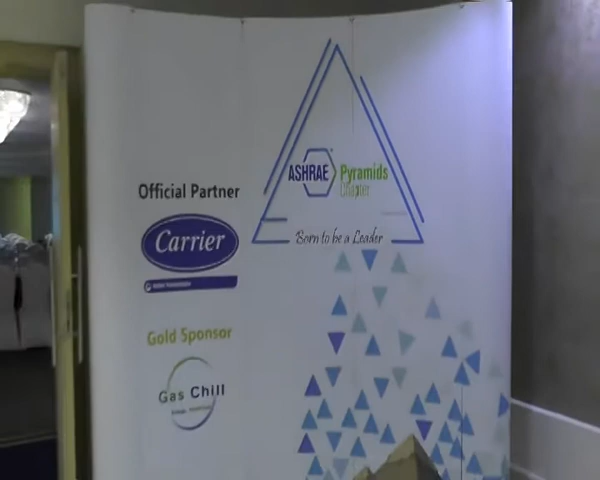 ASHRAE Pyramids
Chapter
Born to be a Leader
Official Partner
Carrier
Gold Sponsor
Gas Chill